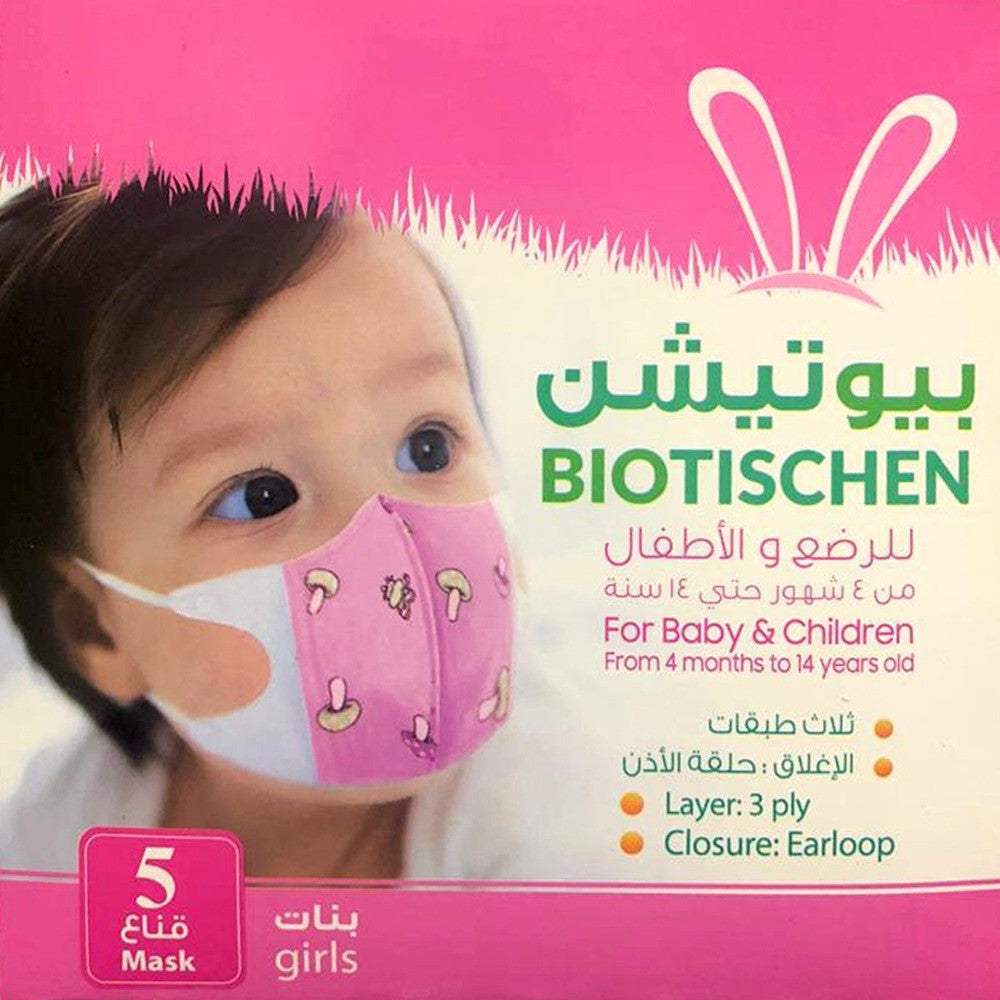 بيوتيشن
BIOTISCHEN
للرضع و الأطفال
من ٤ شهور حتي ١٤ سنة
For Baby & Children
From 4 months to 14 years old
ثلاث طبقات
الإغلاق : حلقة الأذن
Layer: 3 ply
Closure: Earloop
5
قناع
Mask
بنات
girls